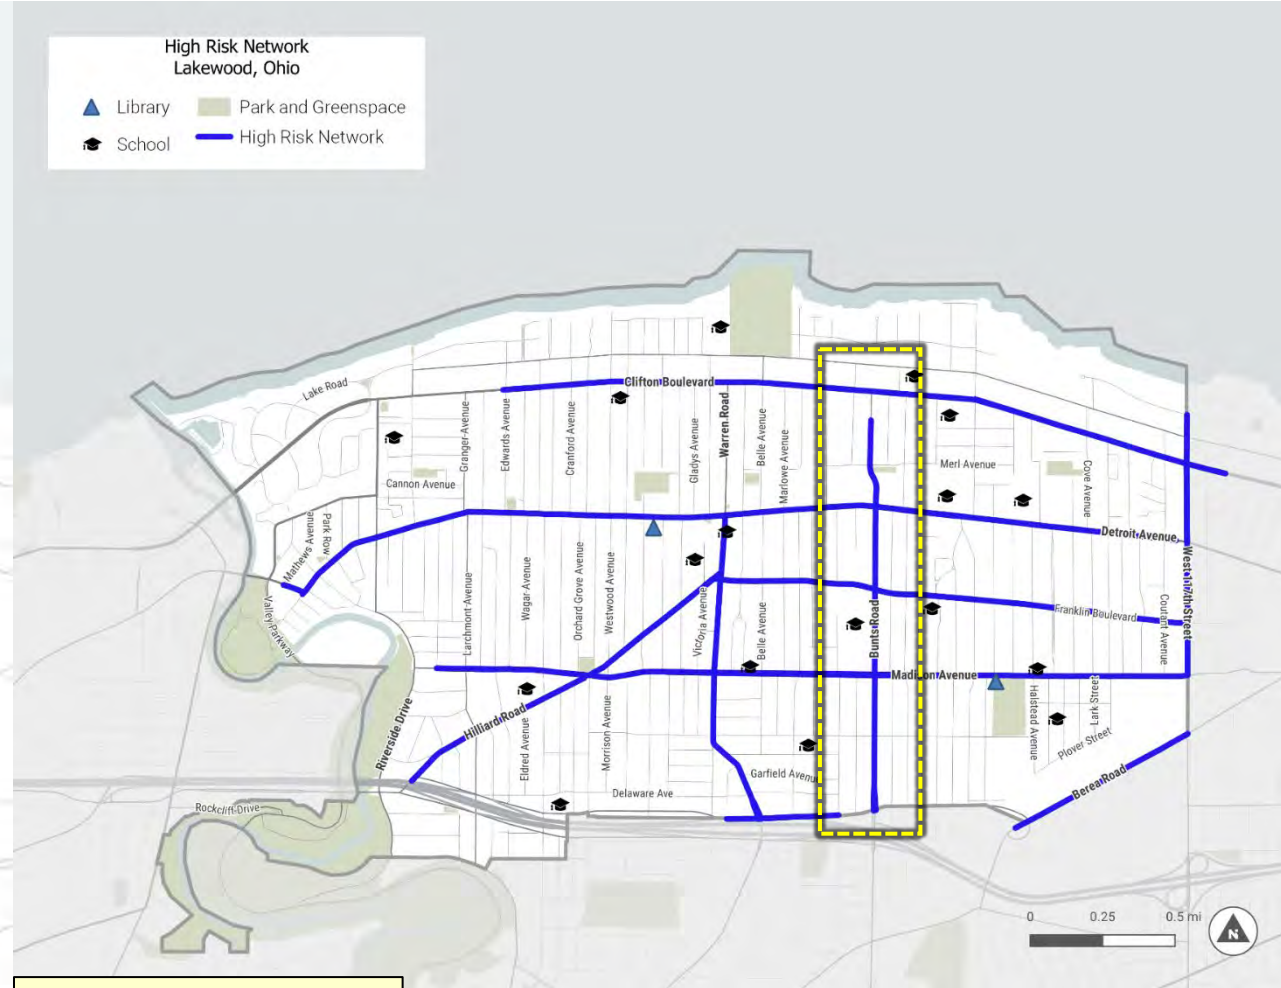 High Risk Network
Lakewood, Ohio
Library
Park and Greenspace
School
High Risk Network
Lake Road
Clifton Boulevard
Granger Avenue
Edwards Avenue
Cranford Avenue
Gladys Avenue
Warren Road
Belle Avenue
Marlowe Avenue
Merl Avenue
Cove Avenue
Cannon Avenue
Mathews Avenue
Park Row
Detroit Avenue
West 117th Street
Valley Parkway
Larchmont Avenue
Wagar Avenue
Orchard Grove Avenue
Westwood Avenue
Victoria Avenue
Belle Avenue
Bunts Road
Franklin Boulevard
Coutant Avenue
Madison Avenue
Riverside Drive
Hilliard Road
Eldred Avenue
Morrison Avenue
Halstead Avenue
Lark Street
Plover Street
Garfield Avenue
Delaware Ave
Berea Road
Rockcliff Drive
0 0.25 0.5 mi
N